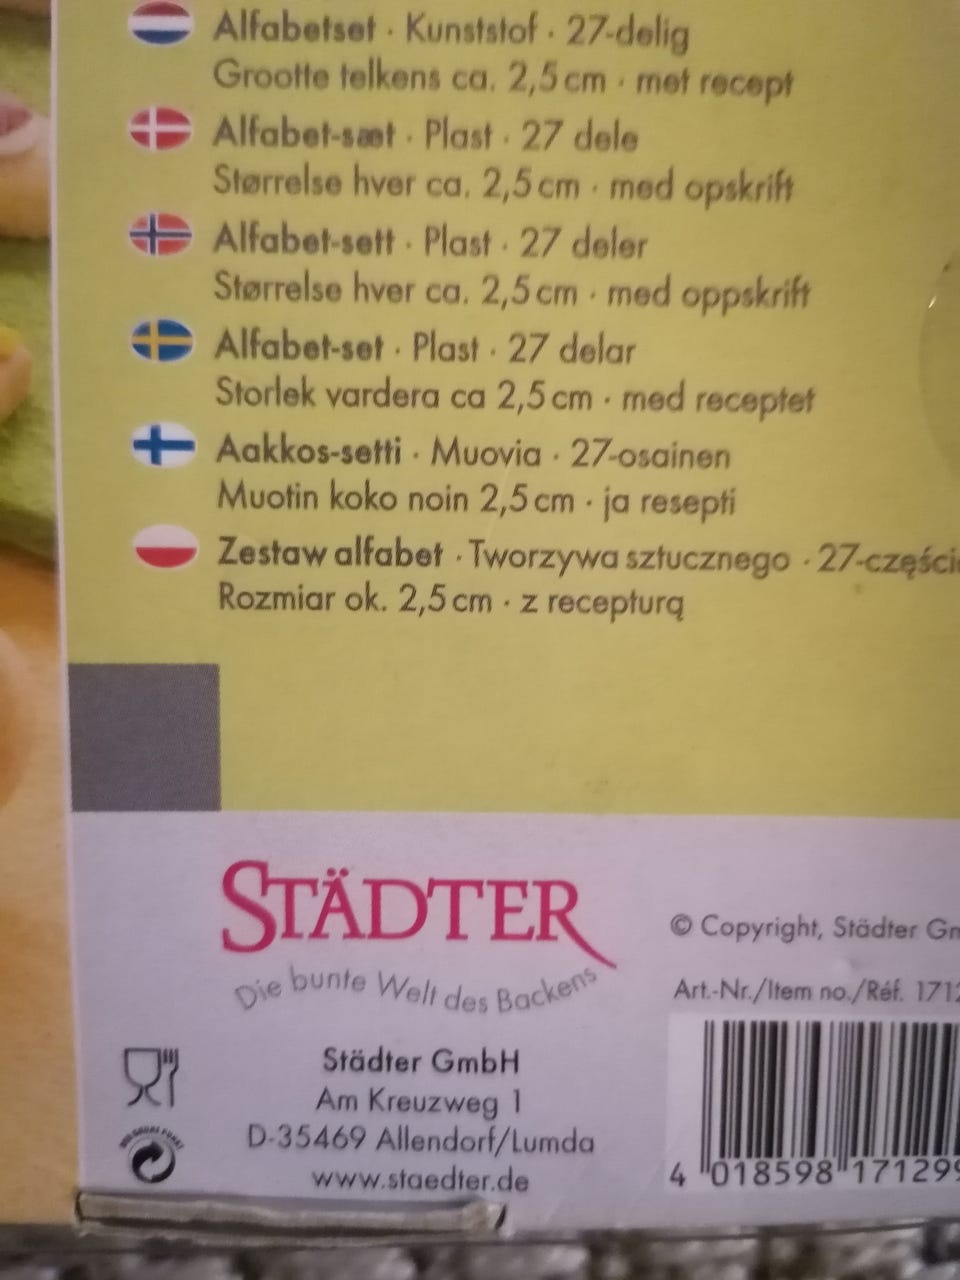 Alfabetset · Kunststof · 27-delig
Grootte telkens ca. 2,5 cm · met recept
Alfabet-sæt · Plast · 27 dele
Størrelse hver ca. 2,5 cm · med opskrift
Alfabet-sett · Plast · 27 deler
Størrelse hver ca. 2,5 cm · med oppskrift
Alfabet-set · Plast · 27 delar
Storlek vardera ca 2,5 cm · med receptet
Aakkos-setti · Muovia · 27-osainen
Muotin koko noin 2,5 cm · ja resepti
Zestaw alfabet · Tworzywa sztucznego · 27-części
Rozmiar ok. 2,5 cm · z recepturą
STÄDTER
Die bunte Welt des Backens
© Copyright, Städter Gm
Art.-Nr./Item no./Réf. 1712
Städter GmbH
Am Kreuzweg 1
D-35469 Allendorf/Lumda
www.staedter.de
4 018598 171299